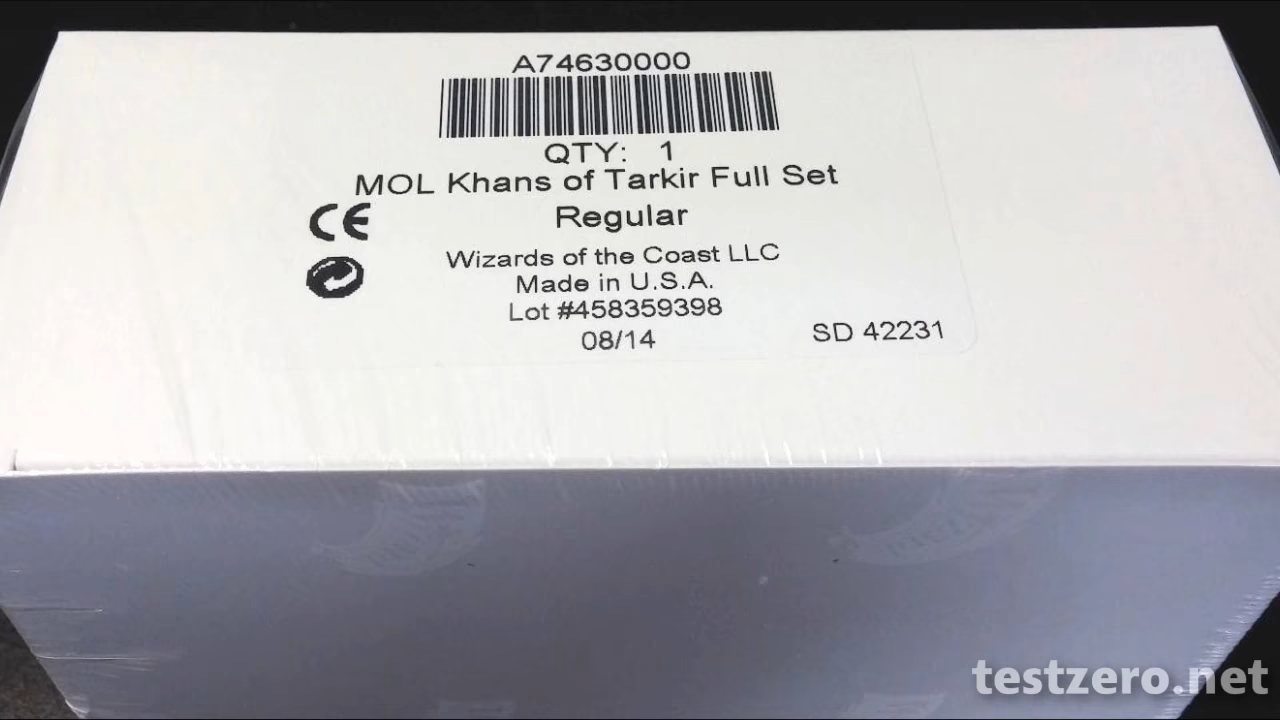 A74630000
QTY: 1
MOL Khans of Tarkir Full Set
Regular
CE
Wizards of the Coast LLC
Made in U.S.A.
Lot #458359398
08/14
SD 42231
testzero.net